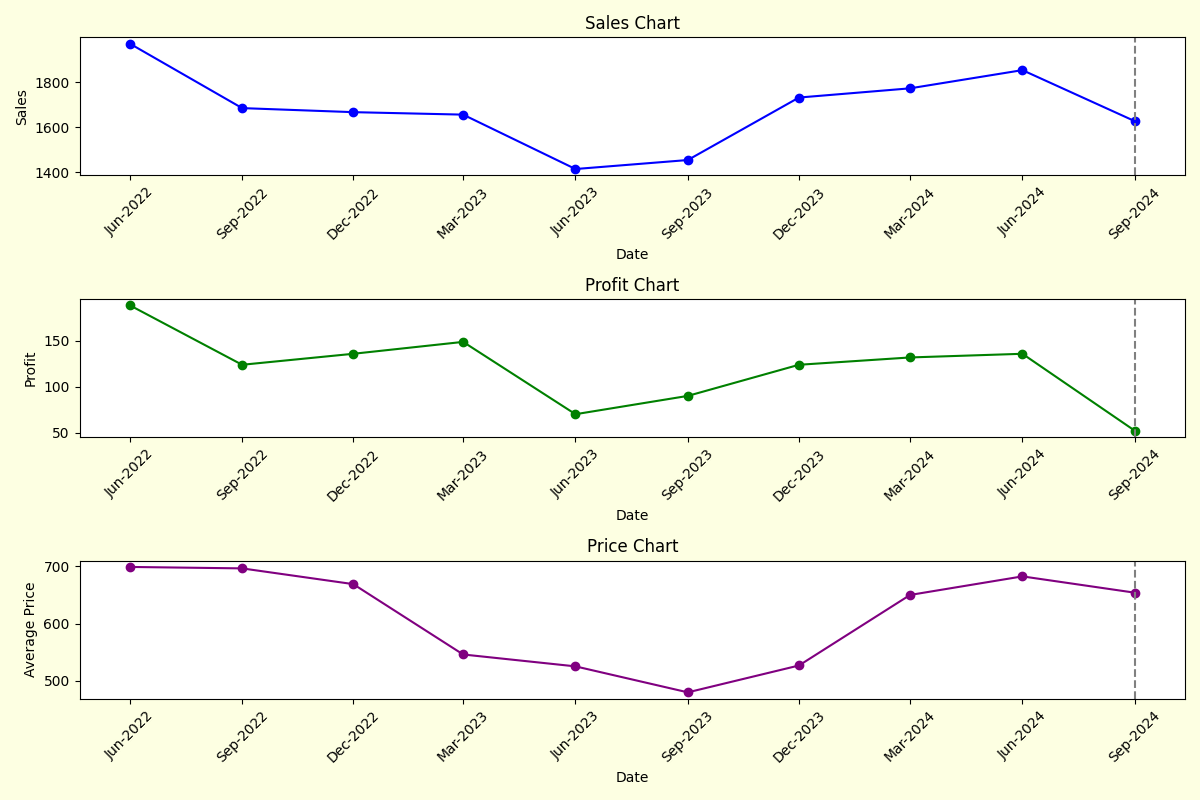 Sales Chart
Sales
1800
1600
1400
Jun-2022
Sep-2022
Dec-2022
Mar-2023
Jun-2023
Sep-2023
Dec-2023
Mar-2024
Jun-2024
Sep-2024
Date
Profit Chart
Profit
150
100
50
Jun-2022
Sep-2022
Dec-2022
Mar-2023
Jun-2023
Sep-2023
Dec-2023
Mar-2024
Jun-2024
Sep-2024
Date
Price Chart
Average Price
700
600
500
Jun-2022
Sep-2022
Dec-2022
Mar-2023
Jun-2023
Sep-2023
Dec-2023
Mar-2024
Jun-2024
Sep-2024
Date